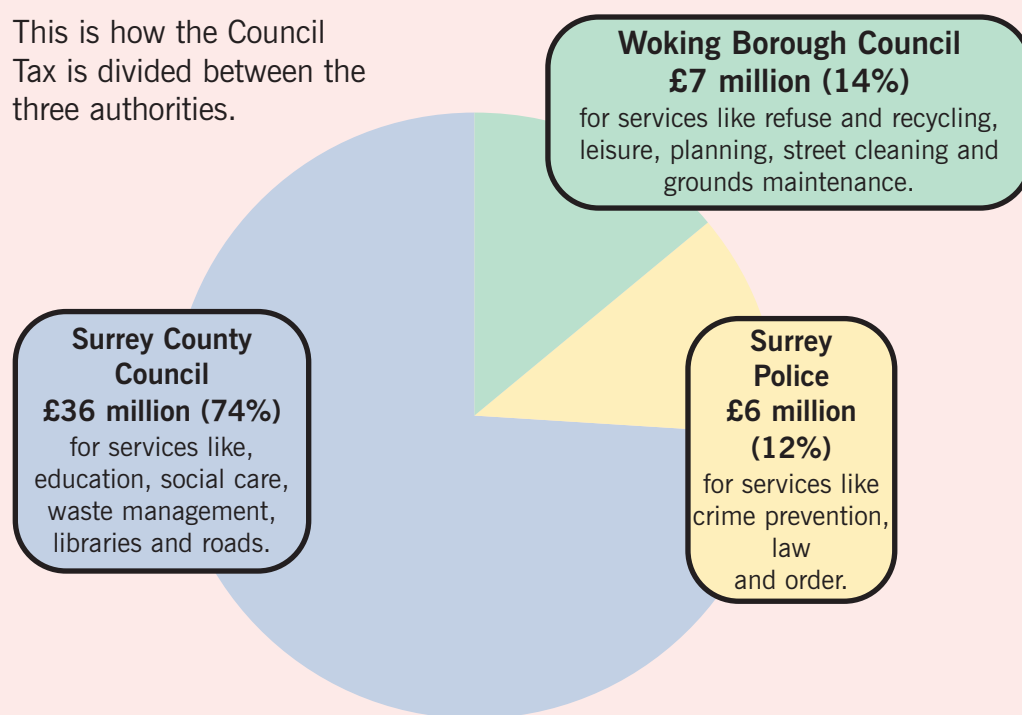 This is how the Council
Tax is divided between the
three authorities.
Woking Borough Council
£7 million (14%)
for services like refuse and recycling,
leisure, planning, street cleaning and
grounds maintenance.
Surrey County
Council
£36 million (74%)
for services like,
education, social care,
waste management,
libraries and roads.
Surrey
Police
£6 million
(12%)
for services like
crime prevention,
law
and order.